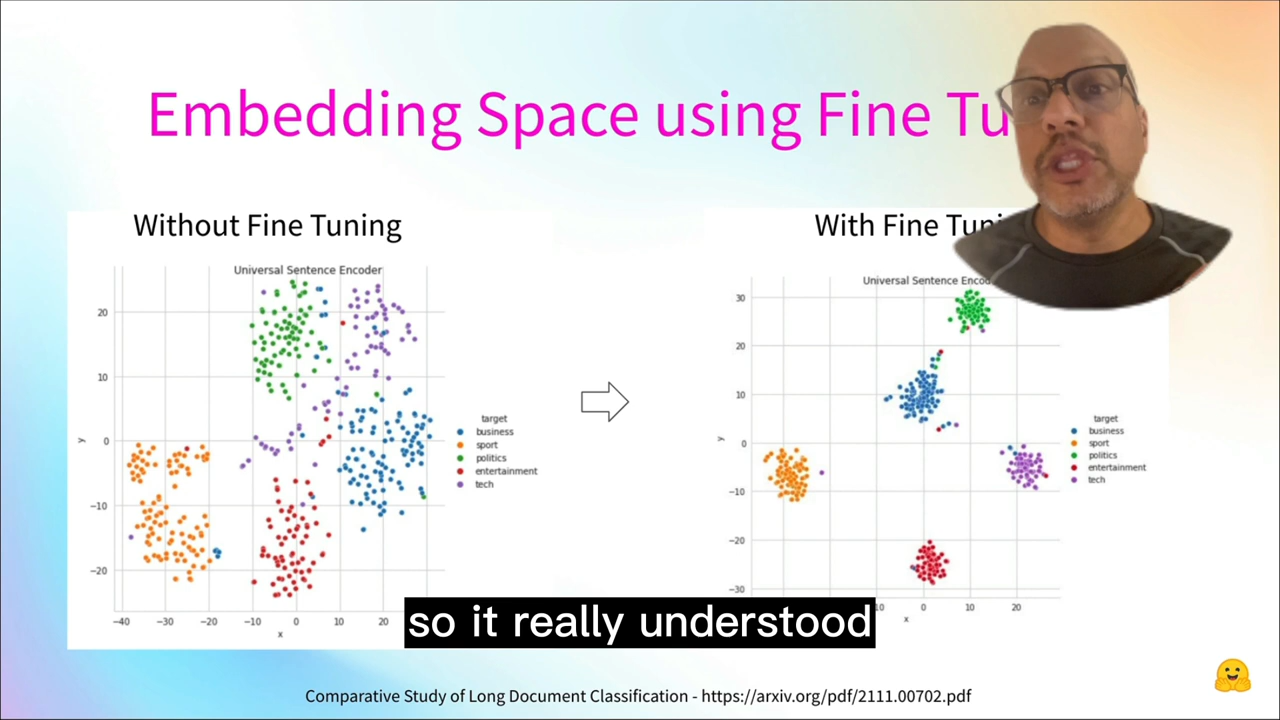 Embedding Space using Fine Tu
Without Fine Tuning
With Fine Tuni
Universal Sentence Encoder
20
10
0
−10
−20
y
−40
−30
−20
−10
0
10
20
x
target
business
sport
politics
entertainment
tech
Universal Sentence Enco
30
20
10
0
−10
−20
−30
y
0
10
20
x
target
business
sport
politics
entertainment
tech
so it really understood
Comparative Study of Long Document Classification - https://arxiv.org/pdf/2111.00702.pdf